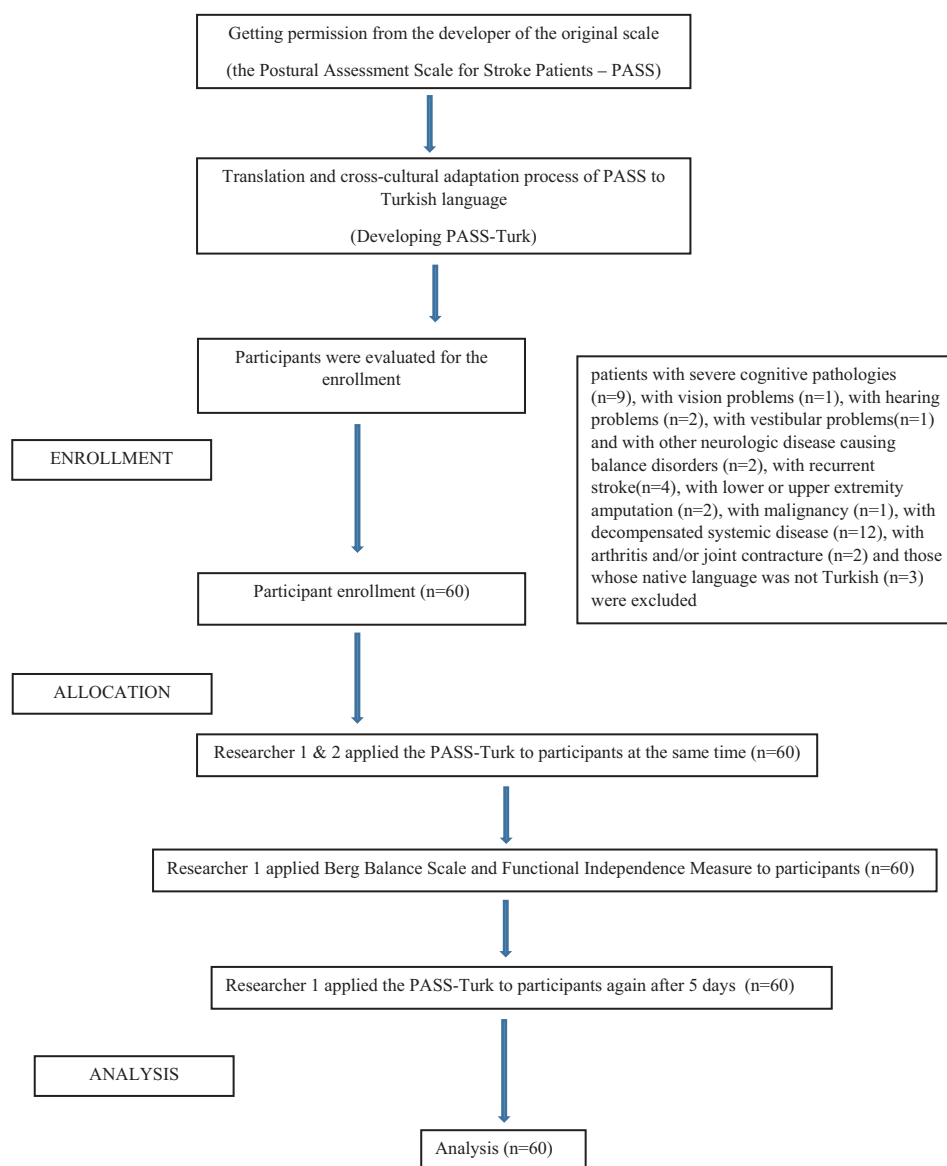 Getting permission from the developer of the original scale
(the Postural Assessment Scale for Stroke Patients – PASS)
Translation and cross-cultural adaptation process of PASS to
Turkish language
(Developing PASS-Turk)
Participants were evaluated for the
enrollment
patients with severe cognitive pathologies
(n=9), with vision problems (n=1), with hearing
problems (n=2), with vestibular problems(n=1)
and with other neurologic disease causing
balance disorders (n=2), with recurrent
stroke(n=4), with lower or upper extremity
amputation (n=2), with malignancy (n=1), with
decompensated systemic disease (n=12), with
arthritis and/or joint contracture (n=2) and those
whose native language was not Turkish (n=3)
were excluded
ENROLLMENT
Participant enrollment (n=60)
ALLOCATION
Researcher 1 & 2 applied the PASS-Turk to participants at the same time (n=60)
Researcher 1 applied Berg Balance Scale and Functional Independence Measure to participants (n=60)
Researcher 1 applied the PASS-Turk to participants again after 5 days (n=60)
ANALYSIS
Analysis (n=60)